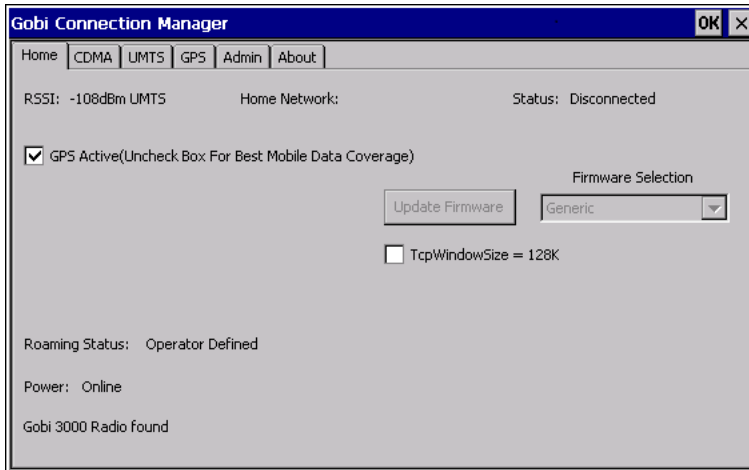 Gobi Connection Manager OK ×
Home CDMA UMTS GPS Admin About
RSSI: -108dBm UMTS Home Network: Status: Disconnected
GPS Active(Uncheck Box For Best Mobile Data Coverage)
Firmware Selection
Update Firmware Generic
TcpWindowSize = 128K
Roaming Status: Operator Defined
Power: Online
Gobi 3000 Radio found